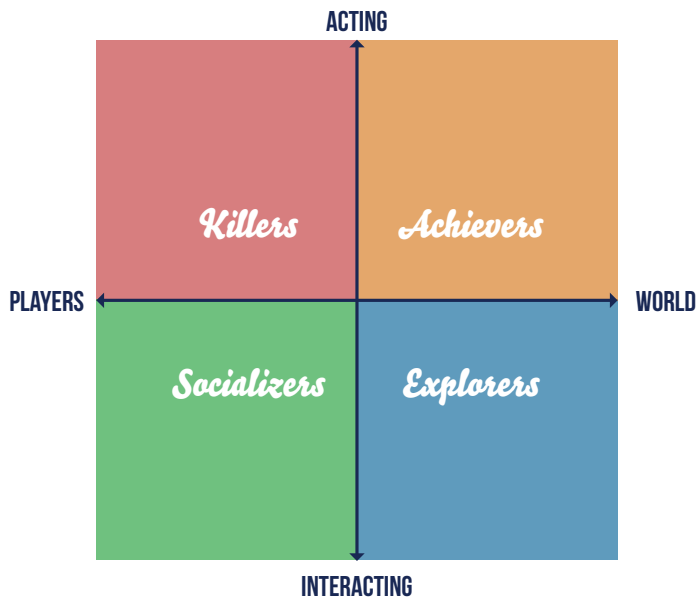 ACTING
Killers
Achievers
PLAYERS
WORLD
Socializers
Explorers
INTERACTING